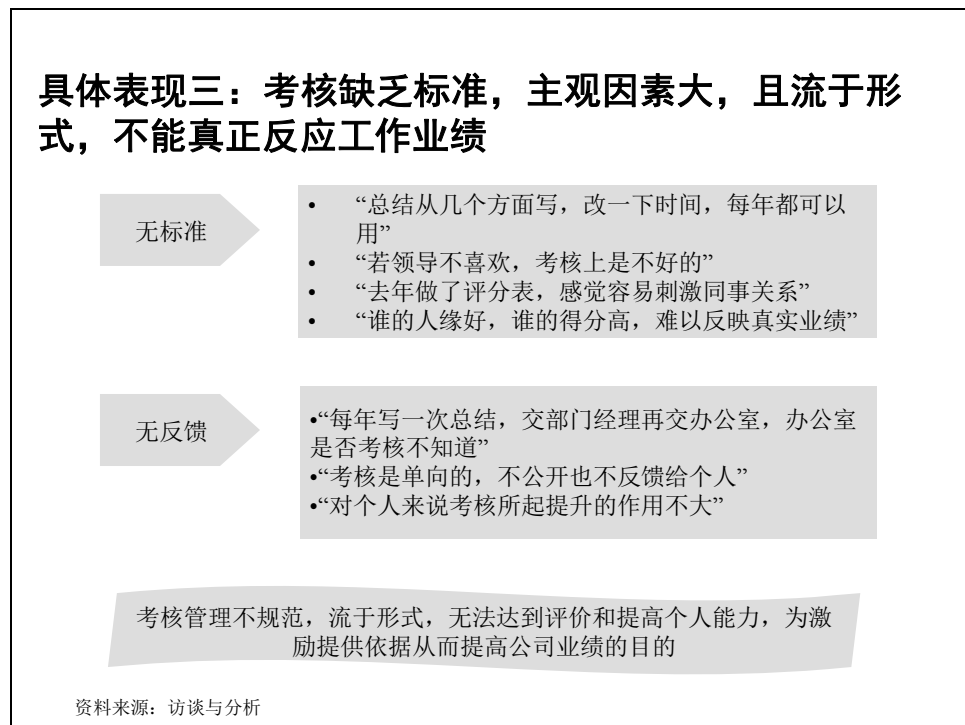 具体表现三：考核缺乏标准，主观因素大，且流于形
式，不能真正反应工作业绩
无标准
• “总结从几个方面写，改一下时间，每年都可以
用”
• “若领导不喜欢，考核上是不好的”
• “去年做了评分表，感觉容易刺激同事关系”
• “谁的人缘好，谁的得分高，难以反映真实业绩”
无反馈
•“每年写一次总结，交部门经理再交办公室，办公室
是否考核不知道”
•“考核是单向的，不公开也不反馈给个人”
•“对个人来说考核所起提升的作用不大”
考核管理不规范，流于形式，无法达到评价和提高个人能力，为激
励提供依据从而提高公司业绩的目的
资料来源：访谈与分析